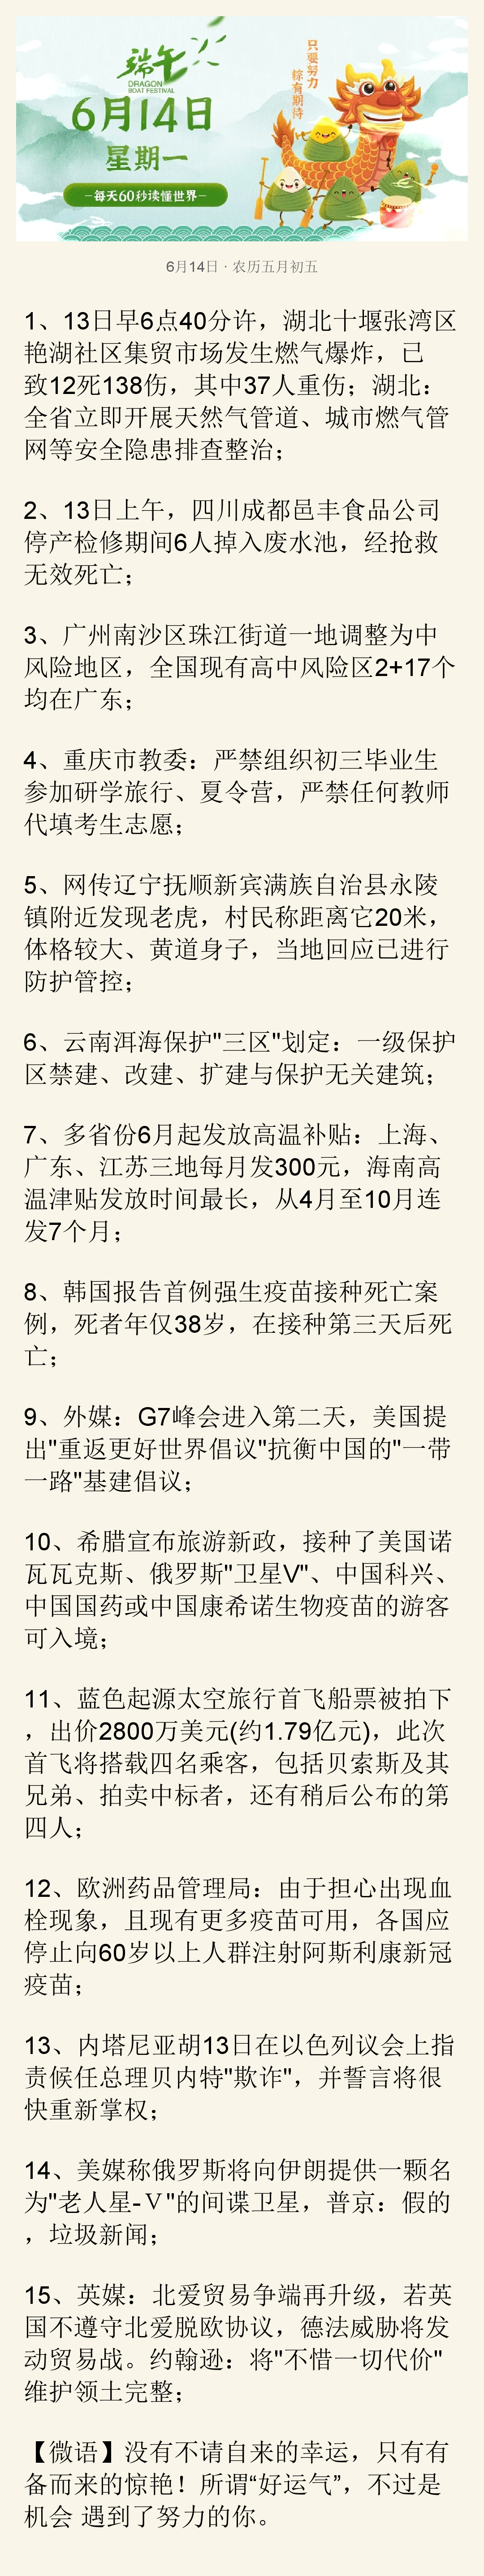 端午
DRAGON
BOAT FESTIVAL
6月14日
星期一
—每天60秒读懂世界—
只要努力
粽有期待
6月14日 · 农历五月初五
1、13日早6点40分许，湖北十堰张湾区
艳湖社区集贸市场发生燃气爆炸，已
致12死138伤，其中37人重伤；湖北：
全省立即开展天然气管道、城市燃气管
网等安全隐患排查整治；
2、13日上午，四川成都邑丰食品公司
停产检修期间6人掉入废水池，经抢救
无效死亡；
3、广州南沙区珠江街道一地调整为中
风险地区，全国现有高中风险区2+17个
均在广东；
4、重庆市教委：严禁组织初三毕业生
参加研学旅行、夏令营，严禁任何教师
代填考生志愿；
5、网传辽宁抚顺新宾满族自治县永陵
镇附近发现老虎，村民称距离它20米，
体格较大、黄道身子，当地回应已进行
防护管控；
6、云南洱海保护"三区"划定：一级保护
区禁建、改建、扩建与保护无关建筑；
7、多省份6月起发放高温补贴：上海、
广东、江苏三地每月发300元，海南高
温津贴发放时间最长，从4月至10月连
发7个月；
8、韩国报告首例强生疫苗接种死亡案
例，死者年仅38岁，在接种第三天后死
亡；
9、外媒：G7峰会进入第二天，美国提
出"重返更好世界倡议"抗衡中国的"一带
一路"基建倡议；
10、希腊宣布旅游新政，接种了美国诺
瓦瓦克斯、俄罗斯"卫星V"、中国科兴、
中国国药或中国康希诺生物疫苗的游客
可入境；
11、蓝色起源太空旅行首飞船票被拍下
，出价2800万美元(约1.79亿元)，此次
首飞将搭载四名乘客，包括贝索斯及其
兄弟、拍卖中标者，还有稍后公布的第
四人；
12、欧洲药品管理局：由于担心出现血
栓现象，且现有更多疫苗可用，各国应
停止向60岁以上人群注射阿斯利康新冠
疫苗；
13、内塔尼亚胡13日在以色列议会上指
责候任总理贝内特"欺诈"，并誓言将很
快重新掌权；
14、美媒称俄罗斯将向伊朗提供一颗名
为"老人星-Ⅴ"的间谍卫星，普京：假的
，垃圾新闻；
15、英媒：北爱贸易争端再升级，若英
国不遵守北爱脱欧协议，德法威胁将发
动贸易战。约翰逊：将"不惜一切代价"
维护领土完整；
【微语】没有不请自来的幸运，只有有
备而来的惊艳！所谓“好运气”，不过是
机会 遇到了努力的你。